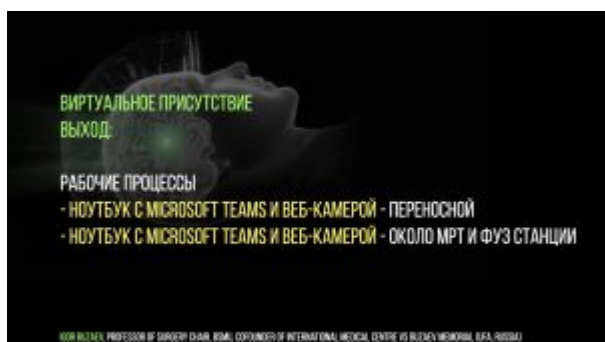 ВИРТУАЛЬНОЕ ПРИСУТСТВИЕ
ВЫХОД:
РАБОЧИЕ ПРОЦЕССЫ
- НОУТБУК С MICROSOFT TEAMS И ВЕБ-КАМЕРОЙ - ПЕРЕНОСНОЙ
- НОУТБУК С MICROSOFT TEAMS И ВЕБ-КАМЕРОЙ - ОКОЛО МРТ И ФУЗ СТАНЦИИ
IGOR BUZAEV, PROFESSOR OF SURGERY CHAIR, BSMU, COFOUNDER OF INTERNATIONAL MEDICAL CENTRE VS BUZAEV MEMORIAL (UFA, RUSSIA)